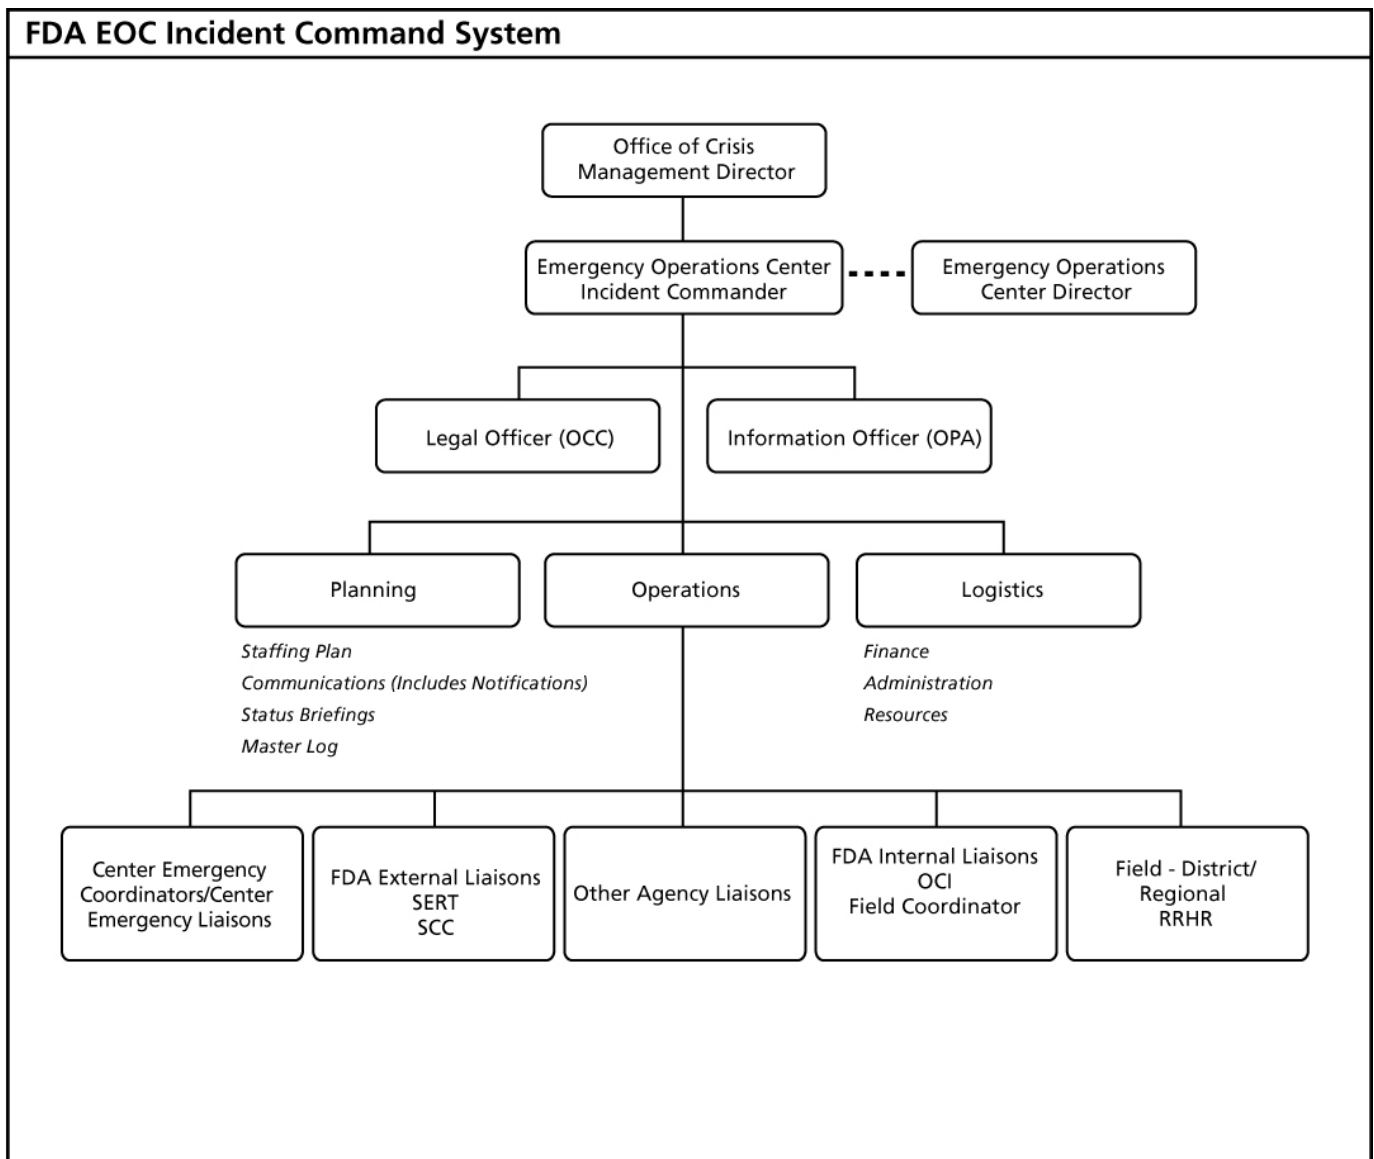 FDA EOC Incident Command System
Office of Crisis
Management Director
Emergency Operations Center
Incident Commander
Emergency Operations
Center Director
Legal Officer (OCC)
Information Officer (OPA)
Planning
Operations
Logistics
Staffing Plan
Communications (Includes Notifications)
Status Briefings
Master Log
Finance
Administration
Resources
Center Emergency
Coordinators/Center
Emergency Liaisons
FDA External Liaisons
SERT
SCC
Other Agency Liaisons
FDA Internal Liaisons
OCI
Field Coordinator
Field - District/
Regional
RRHR